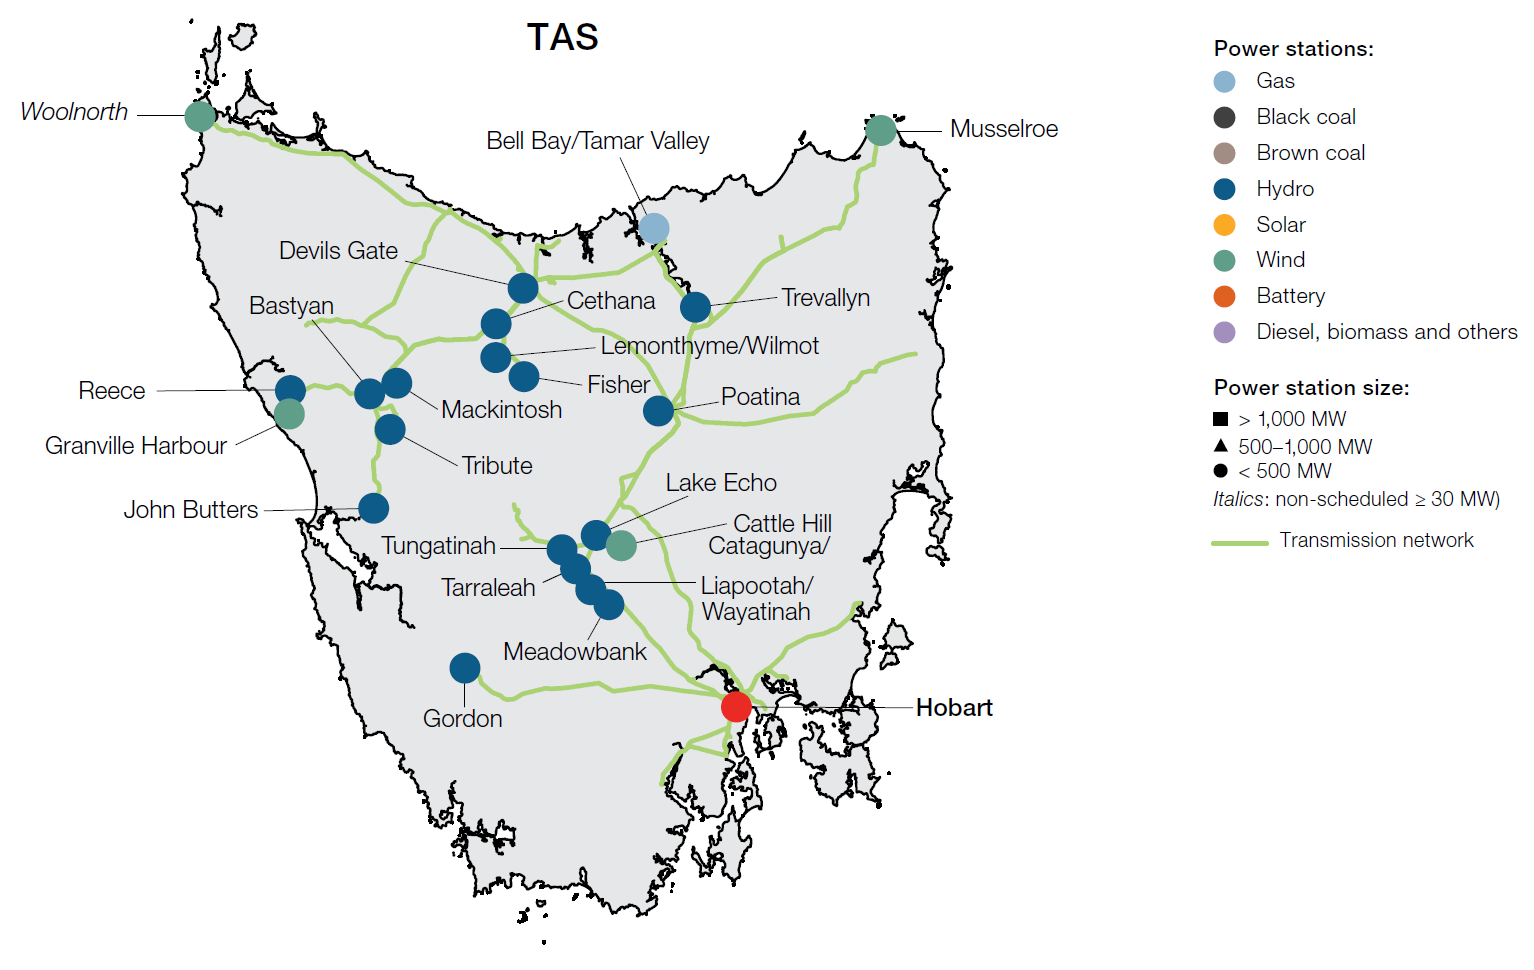 TAS
Woolnorth
Bell Bay/Tamar Valley
Musselroe
Devils Gate
Bastyan
Cethana
Trevallyn
Lemonthyme/Wilmot
Reece
Fisher
Mackintosh
Poatina
Granville Harbour
Tribute
Lake Echo
John Butters
Cattle Hill
Tungatinah
Catagunya/
Tarraleah
Liapootah/
Wayatinah
Meadowbank
Gordon
Hobart
Power stations:
Gas
Black coal
Brown coal
Hydro
Solar
Wind
Battery
Diesel, biomass and others
Power station size:
> 1,000 MW
500–1,000 MW
< 500 MW
Italics: non-scheduled ≥ 30 MW)
Transmission network